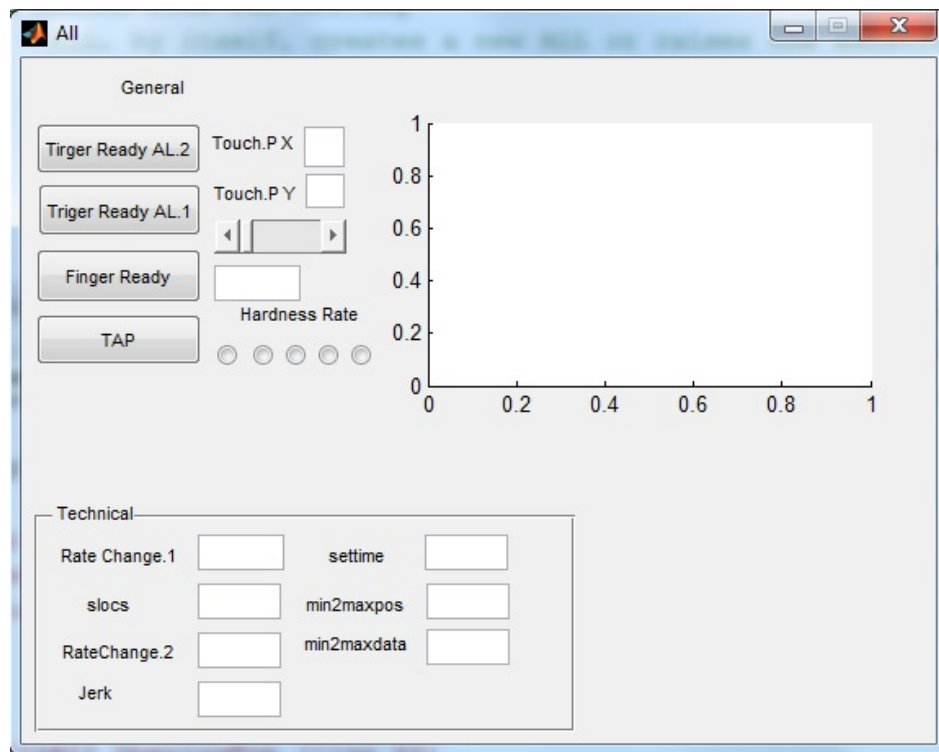 All
General
Tirger Ready AL.2
Triger Ready AL.1
Finger Ready
TAP
Touch.P X
Touch.P Y
Hardness Rate
1
0.8
0.6
0.4
0.2
0
0 0.2 0.4 0.6 0.8 1
Technical
Rate Change.1
settime
slocs
min2maxpos
RateChange.2
min2maxdata
Jerk